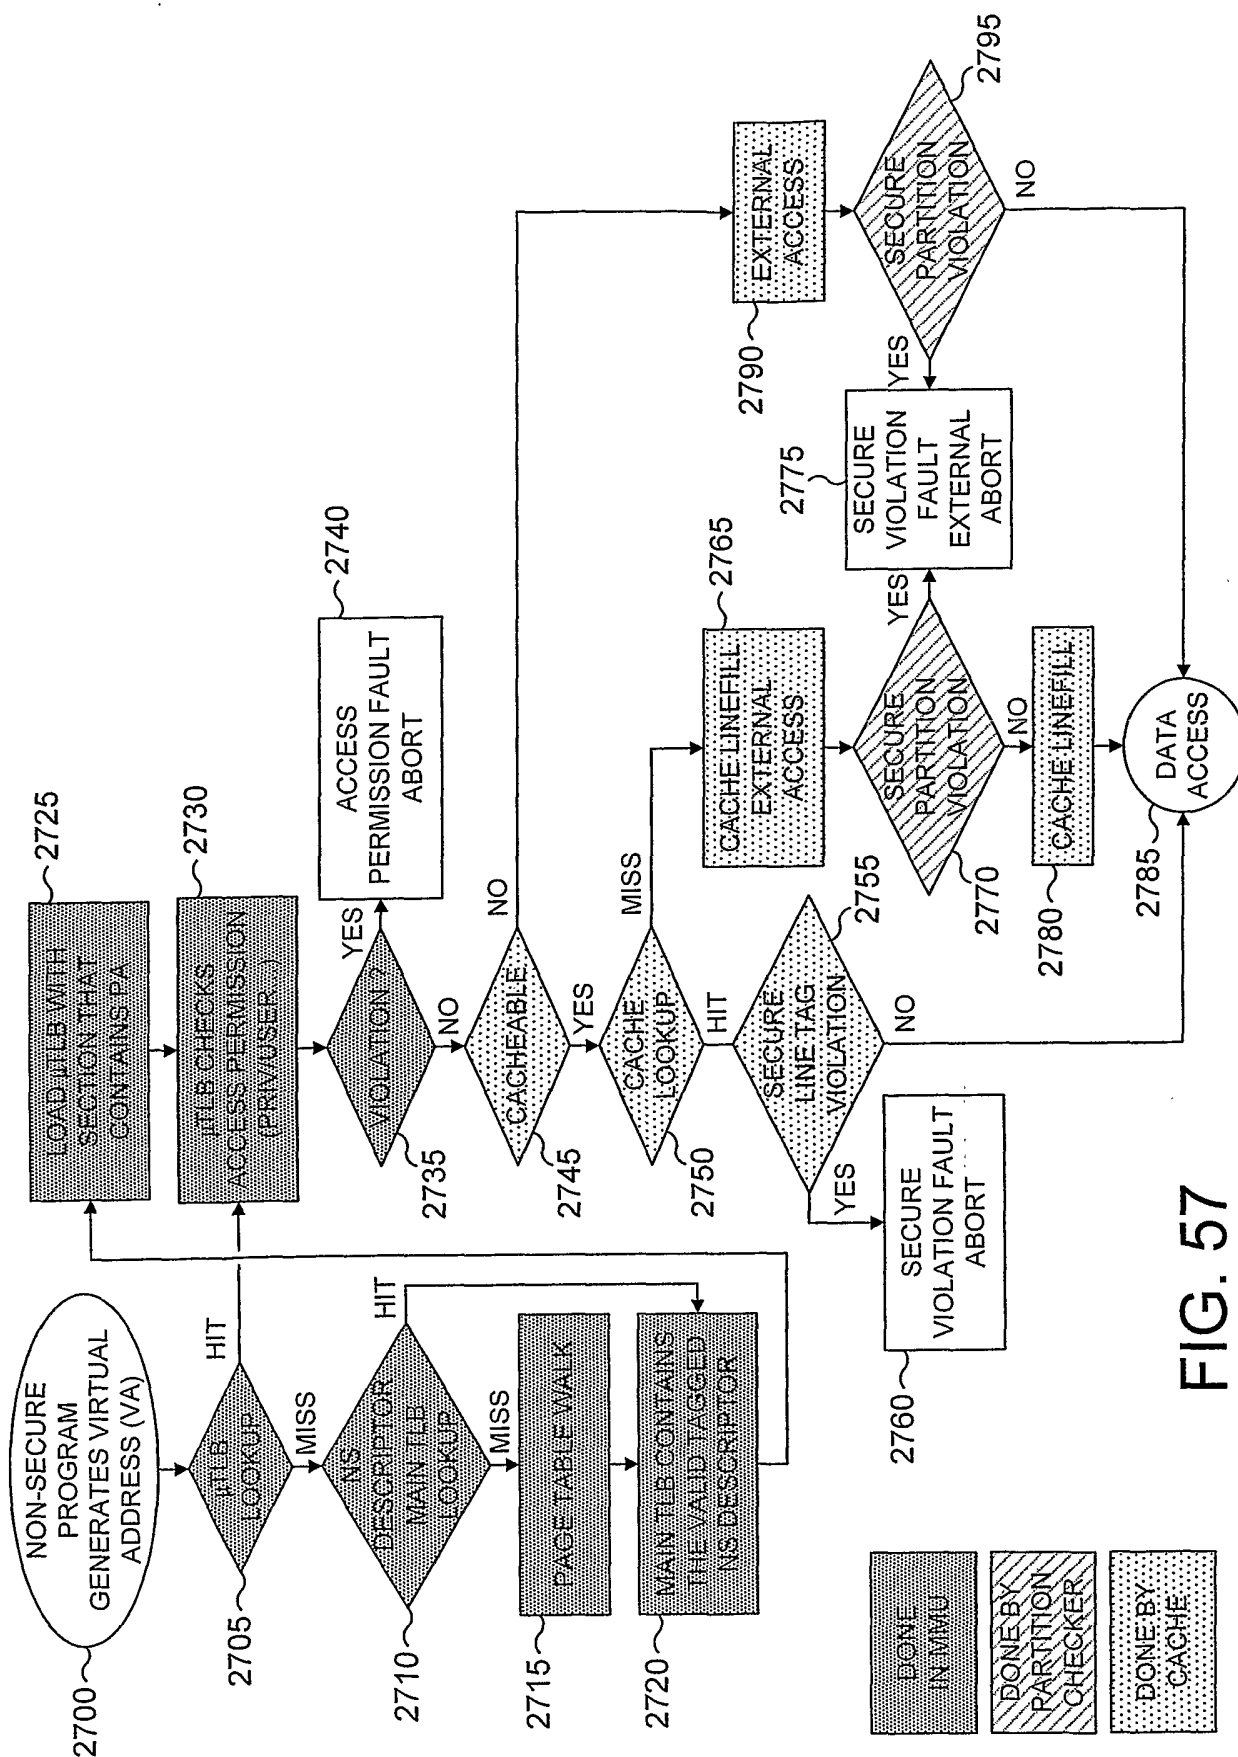 2700
NON-SECURE
PROGRAM
GENERATES VIRTUAL
ADDRESS (VA)
2705
µTLB
LOOKUP
HIT
MISS
2710
NS
DESCRIPTOR
MAIN TLB
LOOKUP
HIT
MISS
2715
PAGE TABLE WALK
2720
MAIN TLB CONTAINS
THE VALID TAGGED
NS DESCRIPTOR
2725
LOAD µTLB WITH
SECTION THAT
CONTAINS PA
2730
µTLB CHECKS
ACCESS PERMISSION
(PRIV/USER...)
2735
VIOLATION ?
YES
NO
2740
ACCESS
PERMISSION FAULT
ABORT
2745
CACHEABLE
NO
YES
2750
CACHE
LOOKUP
MISS
HIT
2755
SECURE
LINE TAG
VIOLATION
YES
NO
2760
SECURE
VIOLATION FAULT
ABORT
2765
CACHE LINEFILL
EXTERNAL
ACCESS
2770
SECURE
PARTITION
VIOLATION
YES
NO
2775
SECURE
VIOLATION
FAULT
EXTERNAL
ABORT
2780
CACHE LINEFILL
2785
DATA
ACCESS
2790
EXTERNAL
ACCESS
2795
SECURE
PARTITION
VIOLATION
YES
NO
DONE
IN MMU
DONE BY
PARTITION
CHECKER
DONE BY
CACHE
FIG. 57